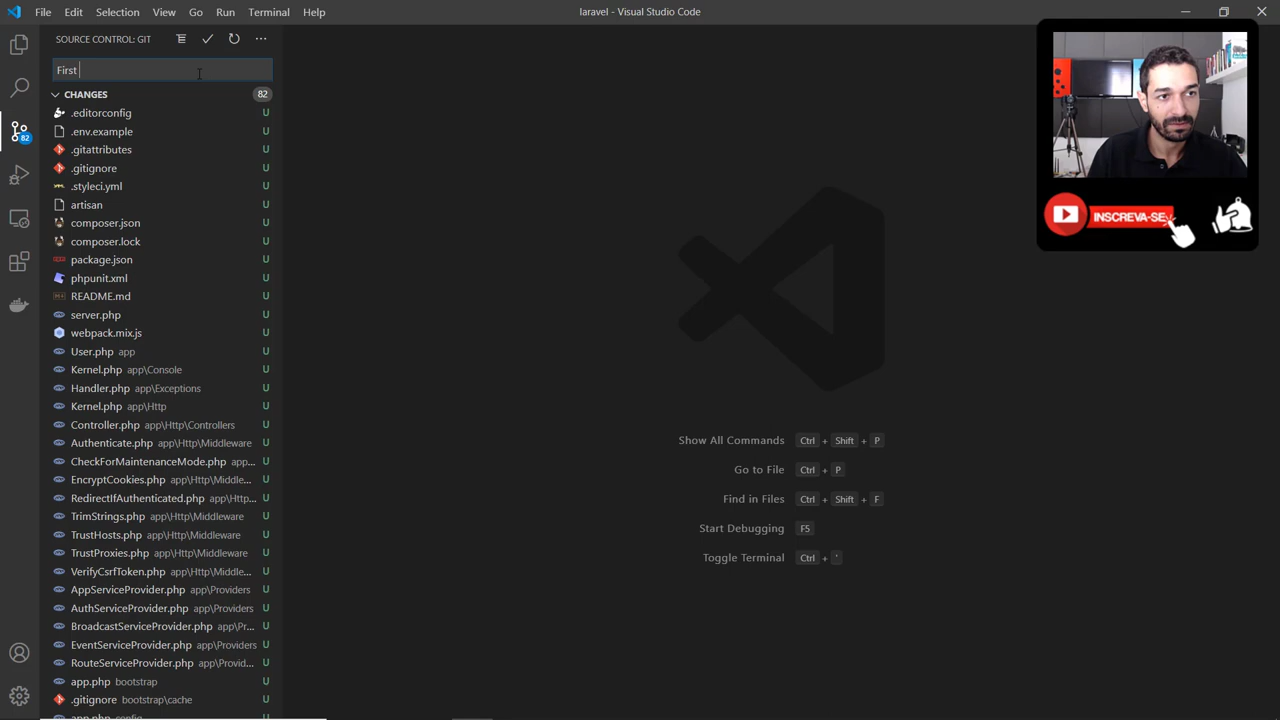 File Edit Selection View Go Run Terminal Help
laravel - Visual Studio Code
SOURCE CONTROL: GIT
First
CHANGES 82
.editorconfig U
.env.example U
.gitattributes U
.gitignore U
.styleci.yml U
artisan U
composer.json U
composer.lock U
package.json U
phpunit.xml U
README.md U
server.php U
webpack.mix.js U
User.php app U
Kernel.php app\Console U
Handler.php app\Exceptions U
Kernel.php app\Http U
Controller.php app\Http\Controllers U
Authenticate.php app\Http\Middleware U
CheckForMaintenanceMode.php app... U
EncryptCookies.php app\Http\Middle... U
RedirectIfAuthenticated.php app\Http... U
TrimStrings.php app\Http\Middleware U
TrustHosts.php app\Http\Middleware U
TrustProxies.php app\Http\Middleware U
VerifyCsrfToken.php app\Http\Middle... U
AppServiceProvider.php app\Providers U
AuthServiceProvider.php app\Providers U
BroadcastServiceProvider.php app\Pr... U
EventServiceProvider.php app\Providers U
RouteServiceProvider.php app\Provid... U
app.php bootstrap U
.gitignore bootstrap\cache U
app.php config
82
Show All Commands Ctrl + Shift + P
Go to File Ctrl + P
Find in Files Ctrl + Shift + F
Start Debugging F5
Toggle Terminal Ctrl + '
INSCREVA-SE